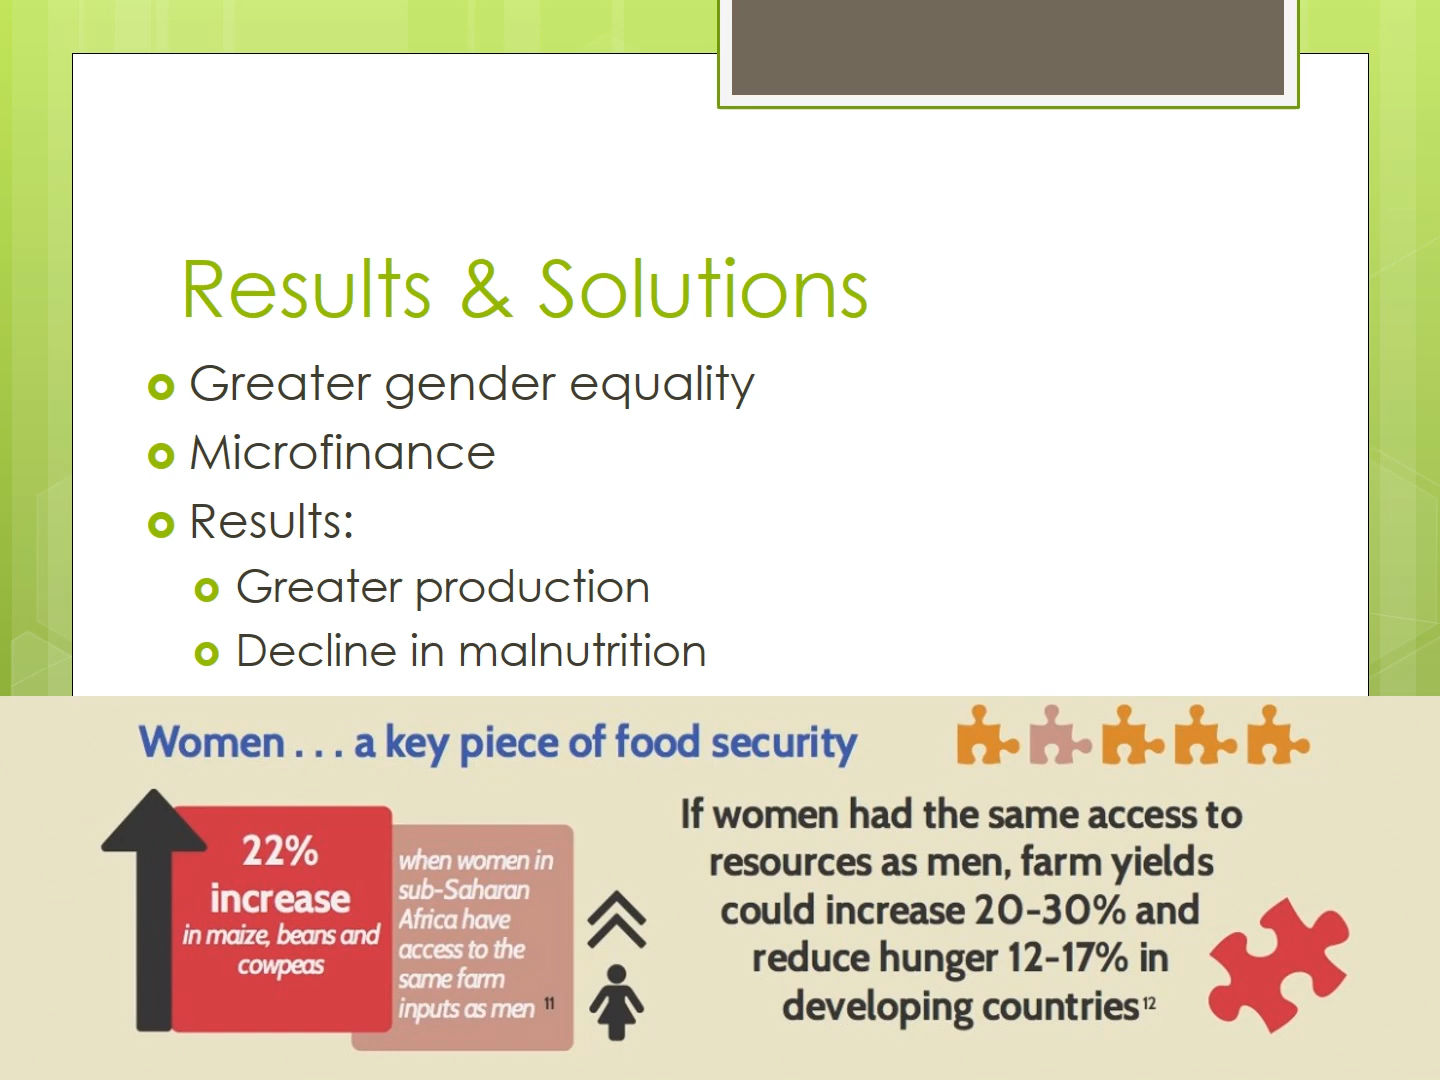 Results & Solutions
Greater gender equality
Microfinance
Results:
Greater production
Decline in malnutrition
Women . . . a key piece of food security
22%
increase
in maize, beans and
cowpeas
when women in
sub-Saharan
Africa have
access to the
same farm
inputs as men 11
If women had the same access to
resources as men, farm yields
could increase 20-30% and
reduce hunger 12-17% in
developing countries 12